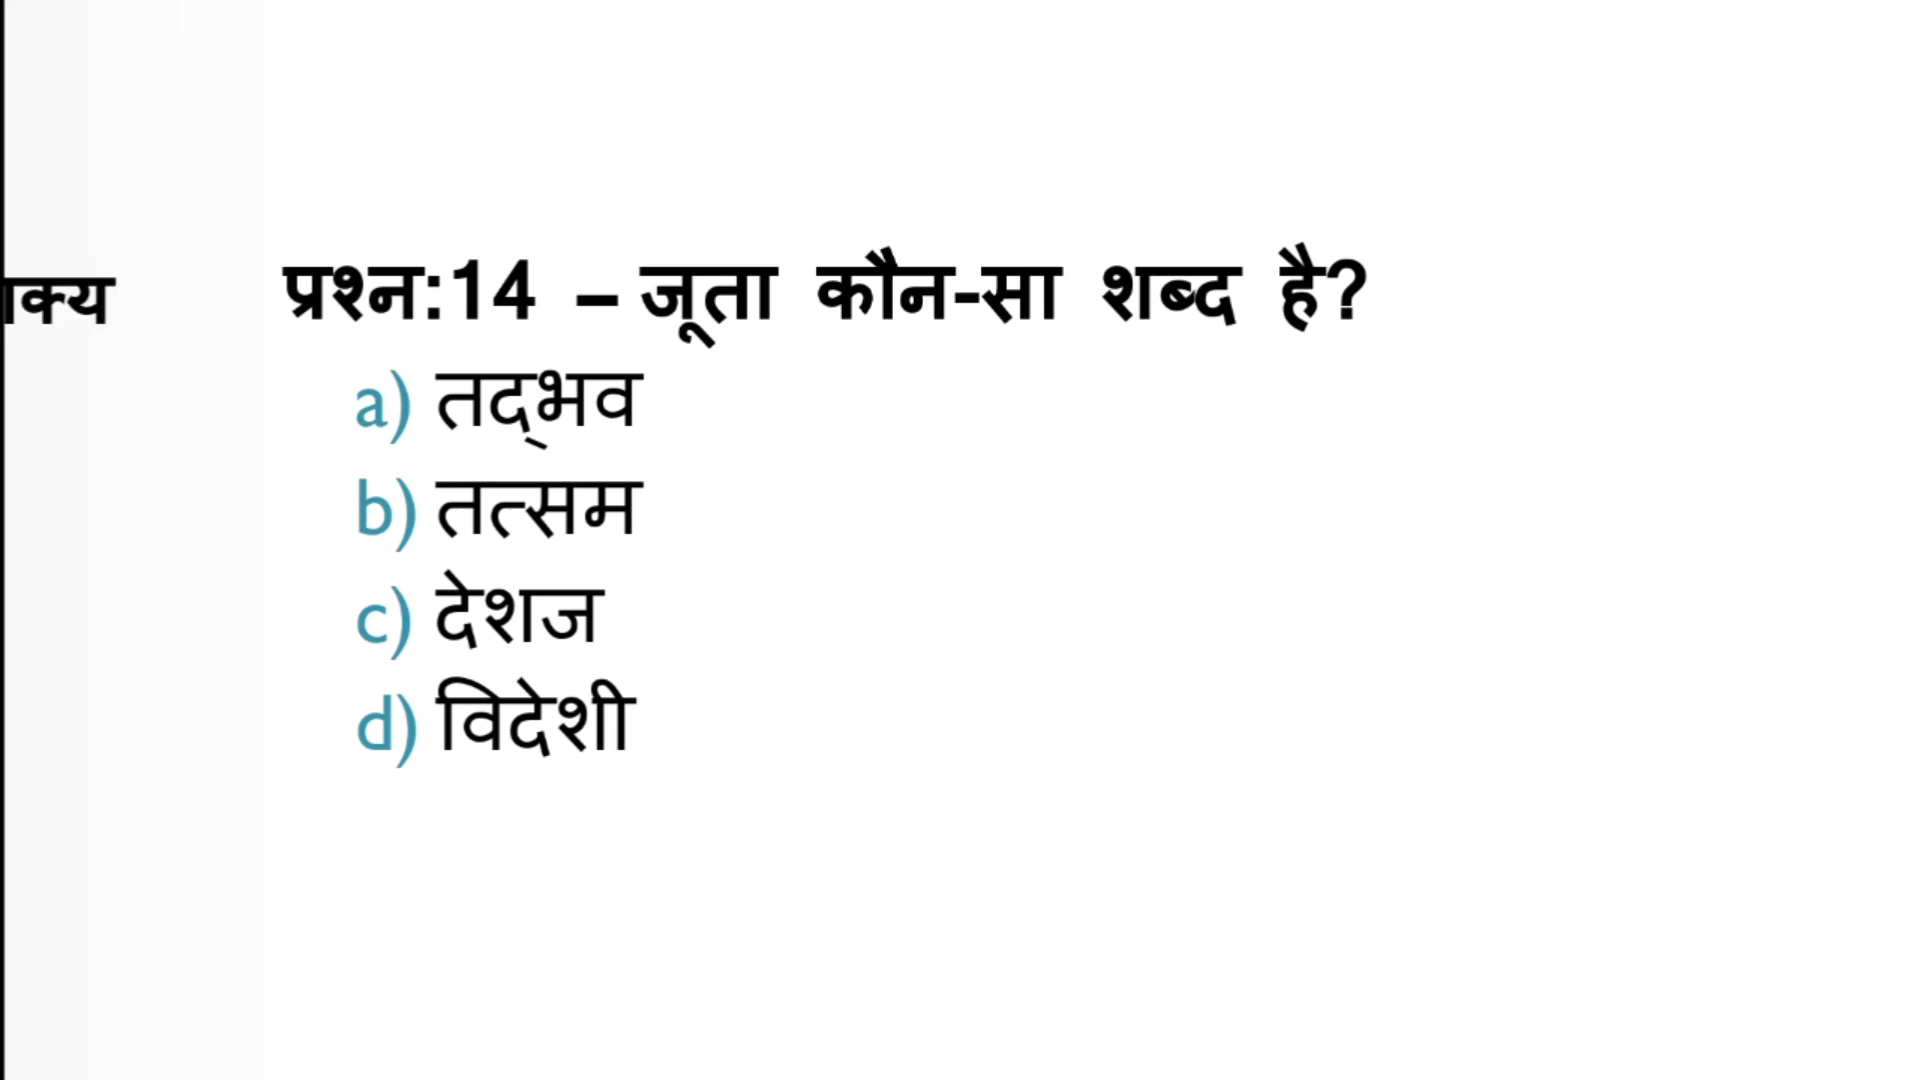 प्रश्न:14 – जूता कौन-सा शब्द है?
a) तद्भव
b) तत्सम
c) देशज
d) विदेशी